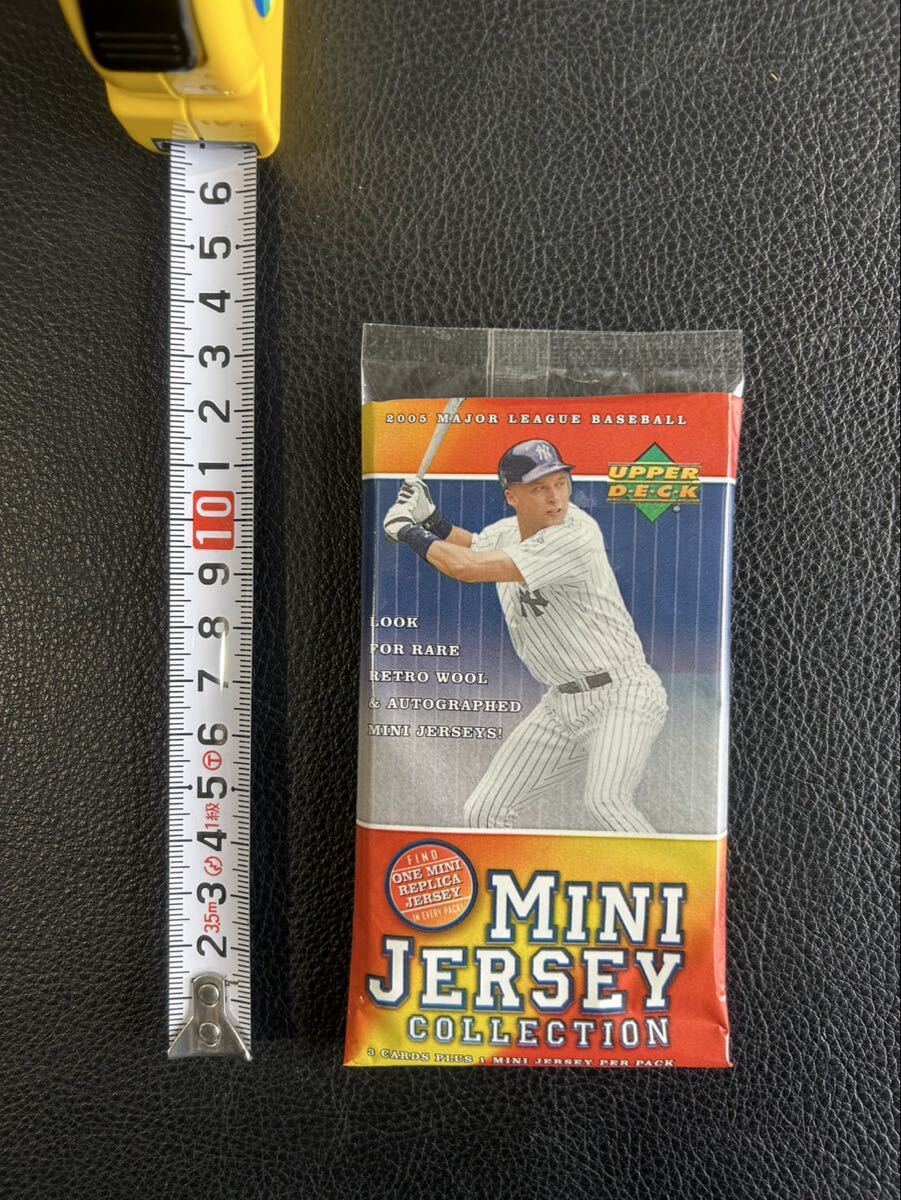 6
5
4
3
2
1
10
9
8
7
6
5
4
3
2
1級
3.5m
2005 MAJOR LEAGUE BASEBALL
UPPER
D·E·C·K
®
NY
NY
LOOK
FOR RARE
RETRO WOOL
& AUTOGRAPHED
MINI JERSEYS!
FIND
ONE MINI
REPLICA
JERSEY
IN EVERY PACK!
MINI
JERSEY
COLLECTION
3 CARDS PLUS 1 MINI JERSEY PER PACK